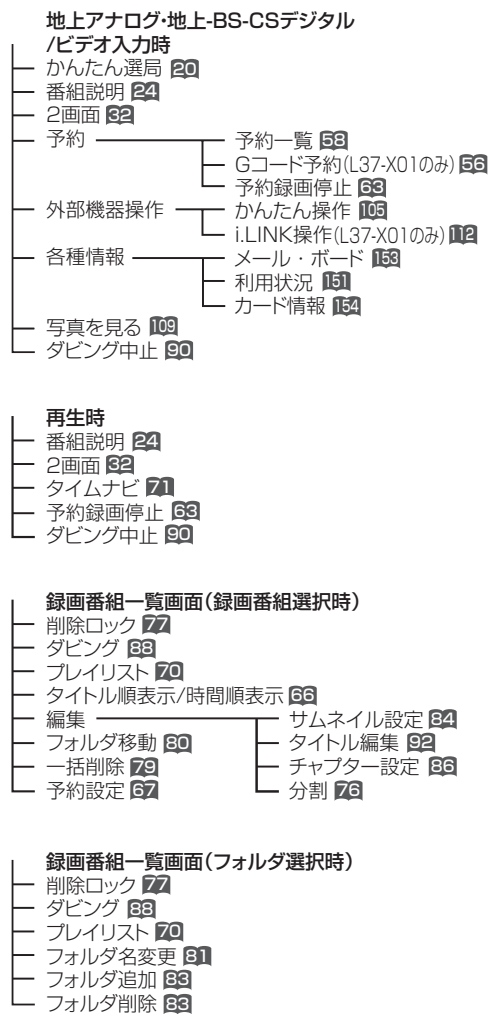 地上アナログ・地上-BS-CSデジタル
/ビデオ入力時
かんたん選局 20
番組説明 24
2画面 32
予約
予約一覧 58
Gコード予約(L37-X01のみ) 56
予約録画停止 63
外部機器操作
かんたん操作 105
i.LINK操作(L37-X01のみ) 112
各種情報
メール・ボード 153
利用状況 151
カード情報 154
写真を見る 109
ダビング中止 90
再生時
番組説明 24
2画面 32
タイムナビ 71
予約録画停止 63
ダビング中止 90
録画番組一覧画面(録画番組選択時)
削除ロック 77
ダビング 88
プレイリスト 70
タイトル順表示/時間順表示 66
編集
サムネイル設定 84
フォルダ移動 80
タイトル編集 92
一括削除 79
チャプター設定 86
予約設定 67
分割 76
録画番組一覧画面(フォルダ選択時)
削除ロック 77
ダビング 88
プレイリスト 70
フォルダ名変更 81
フォルダ追加 83
フォルダ削除 83